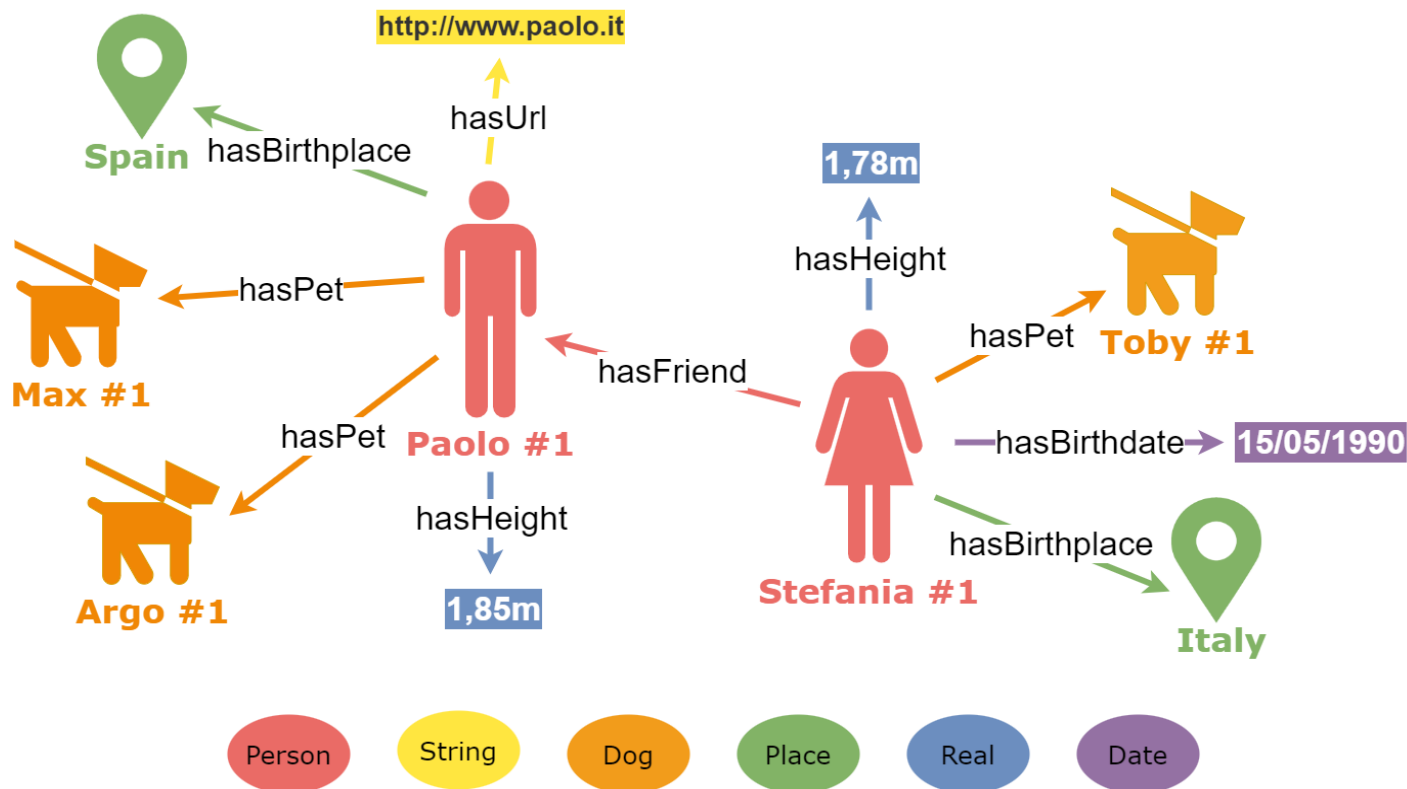 http://www.paolo.it
hasUrl
Spain
hasBirthplace
1,78m
hasHeight
hasPet
Max #1
hasPet
Toby #1
hasFriend
hasPet
Paolo #1
hasBirthdate
15/05/1990
hasHeight
hasBirthplace
Argo #1
1,85m
Stefania #1
Italy
Person
String
Dog
Place
Real
Date